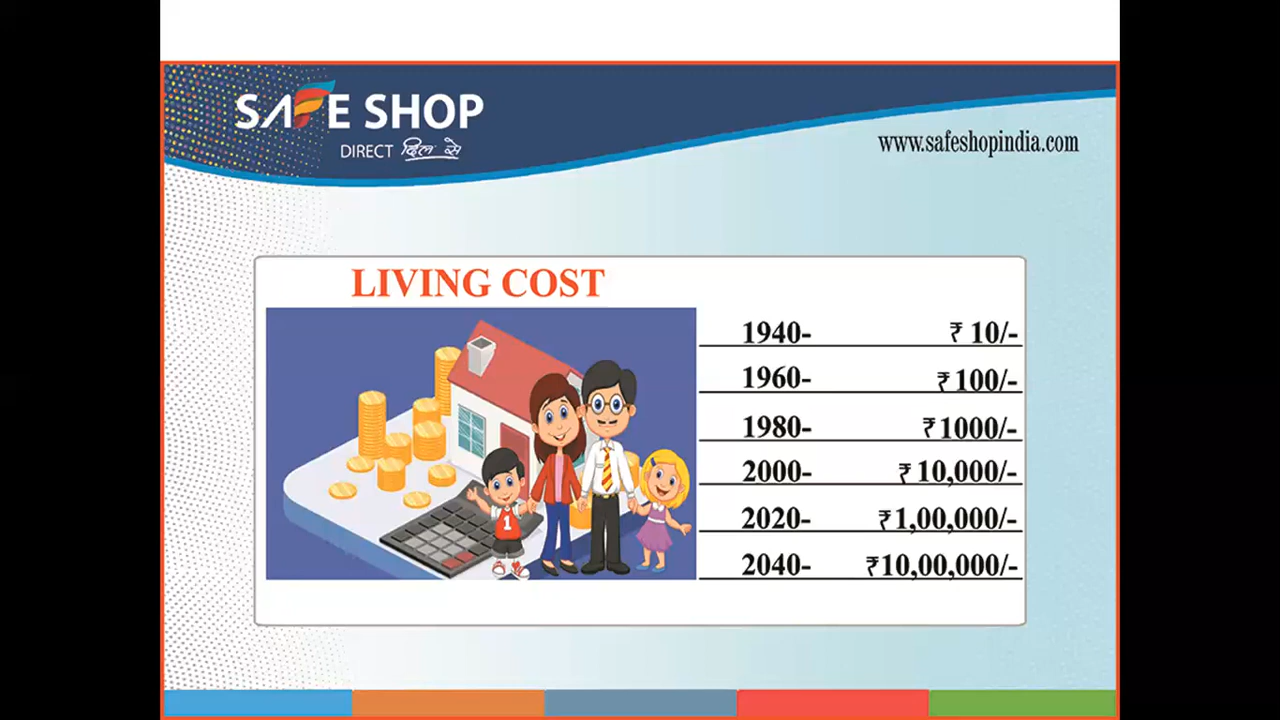 SAFE SHOP
DIRECT दिल से
www.safeshopindia.com
LIVING COST
1940- ₹ 10/-
1960- ₹ 100/-
1980- ₹ 1000/-
2000- ₹ 10,000/-
2020- ₹ 1,00,000/-
2040- ₹ 10,00,000/-
1